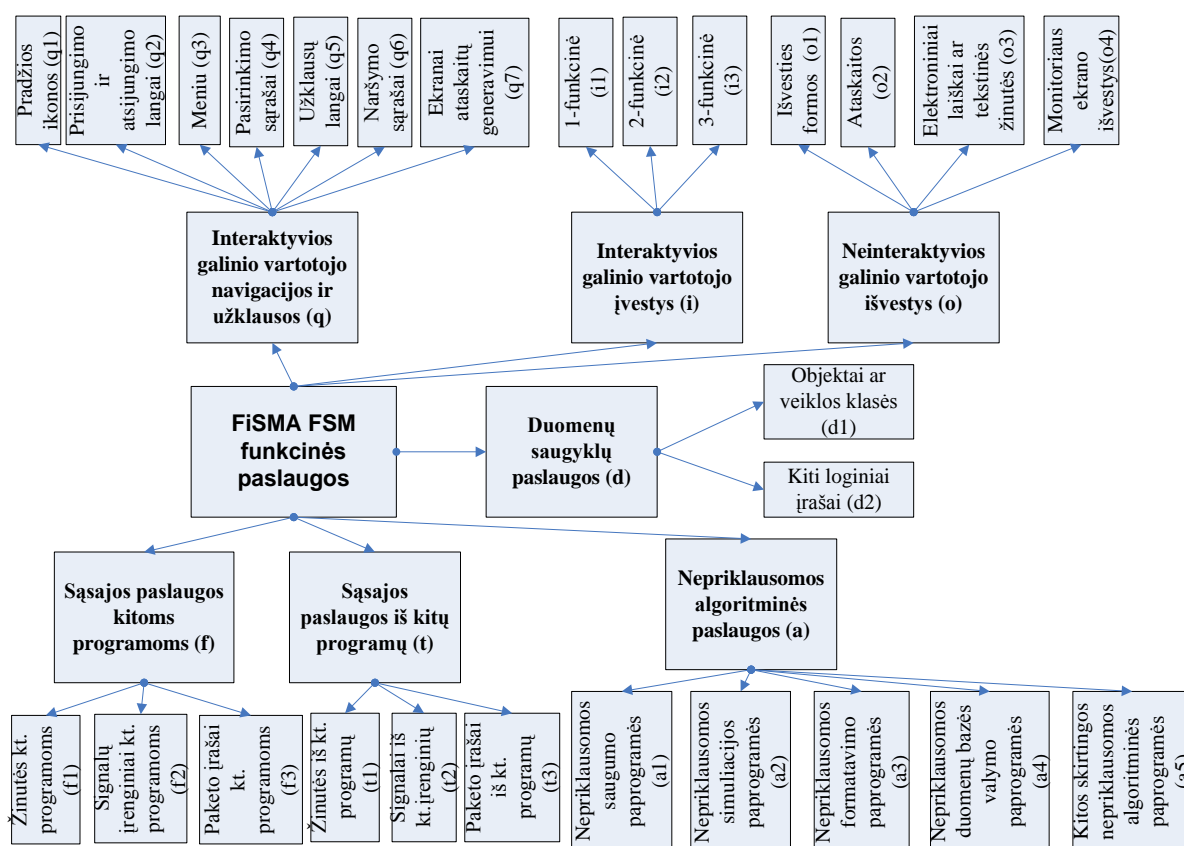 Pradžios
ikonos (q1)
Prisijungimo
ir
atsijungimo
langai (q2)
Meniu (q3)
Pasirinkimo
sąrašai (q4)
Užklausų
langai (q5)
Naršymo
sąrašai (q6)
Ekranai
ataskaitų
generavimui
(q7)
1-funkcinė
(i1)
2-funkcinė
(i2)
3-funkcinė
(i3)
Išvesties
formos (o1)
Ataskaitos
(o2)
Elektroniniai
laiškai ar
tekstinės
žinutės (o3)
Monitoriaus
ekrano
išvestys(o4)
Interaktyvios
galinio vartotojo
navigacijos ir
užklausos (q)
Interaktyvios
galinio vartotojo
įvestys (i)
Neinteraktyvios
galinio vartotojo
išvestys (o)
FiSMA FSM
funkcinės
paslaugos
Duomenų
saugyklų
paslaugos (d)
Objektai ar
veiklos klasės
(d1)
Kiti loginiai
įrašai (d2)
Sąsajos paslaugos
kitoms
programoms (f)
Sąsajos
paslaugos iš kitų
programų (t)
Nepriklausomos
algoritminės
paslaugos (a)
Žinutės kt.
programoms
(f1)
Signalų
įrenginiai kt.
programoms
(f2)
Paketo įrašai
kt.
programoms
(f3)
Žinutės iš kt.
programų
(t1)
Signalai iš
kt.įrenginių
(t2)
Paketo įrašai
iš kt.
programų
(t3)
Nepriklausomos
saugumo
paprogramės
(a1)
Nepriklausomos
simuliacijos
paprogramės
(a2)
Nepriklausomos
formatavimo
paprogramės
(a3)
Nepriklausomos
duomenų bazės
valymo
paprogramės
(a4)
Kitos skirtingos
nepriklausomos
algoritminės
paprogramės
(a5)